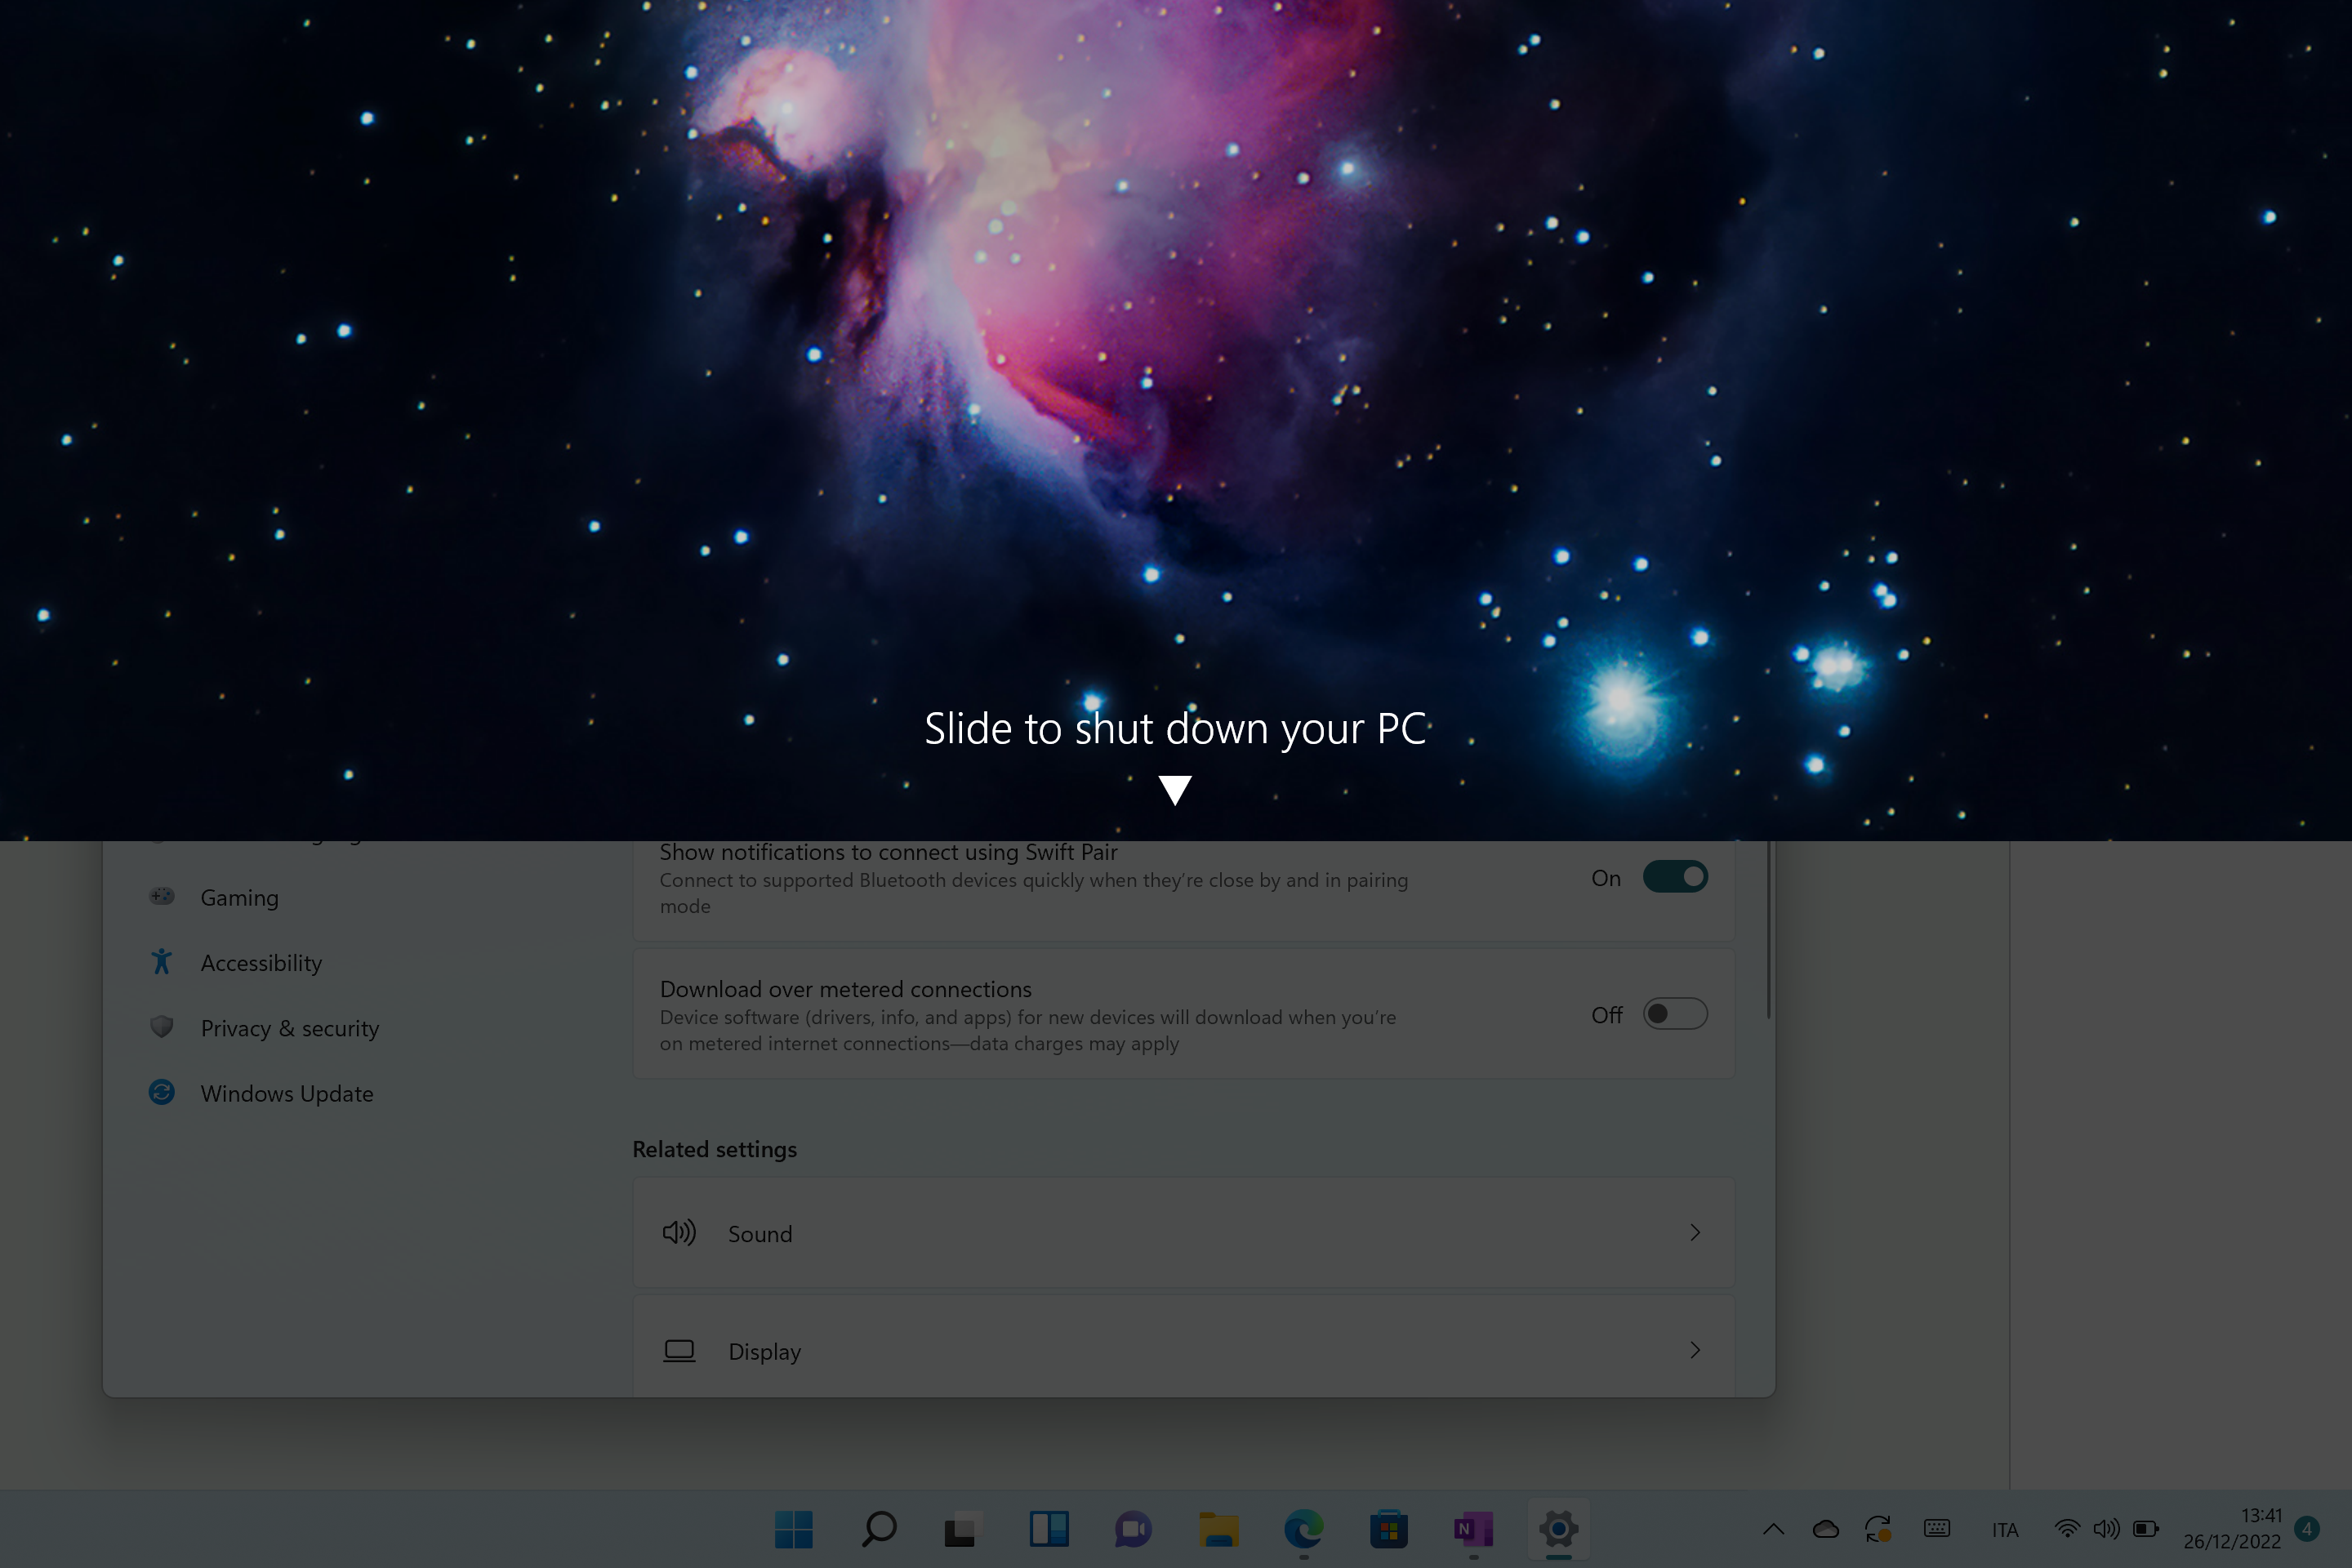 Slide to shut down your PC
Show notifications to connect using Swift Pair
Connect to supported Bluetooth devices quickly when they're close by and in pairing
mode
On
Gaming
Accessibility
Download over metered connections
Device software (drivers, info, and apps) for new devices will download when you're
on metered internet connections—data charges may apply
Off
Privacy & security
Windows Update
Related settings
Sound
Display
N
ITA
13:41
26/12/2022
4